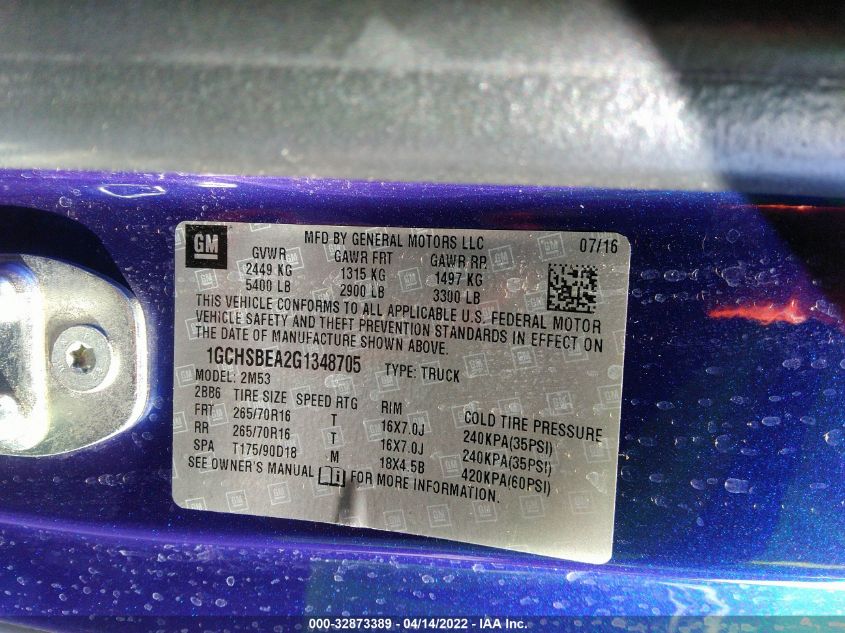 GM
MFD BY GENERAL MOTORS LLC 07/16
GVWR GAWR FRT GAWR RR
2449 KG 1315 KG 1497 KG
5400 LB 2900 LB 3300 LB
THIS VEHICLE CONFORMS TO ALL APPLICABLE U.S. FEDERAL MOTOR
VEHICLE SAFETY AND THEFT PREVENTION STANDARDS IN EFFECT ON
THE DATE OF MANUFACTURE SHOWN ABOVE.
1GCHSBEA2G1348705 TYPE: TRUCK
MODEL: 2M53
2BB6 TIRE SIZE SPEED RTG RIM COLD TIRE PRESSURE
FRT 265/70R16 T 16X7.0J 240KPA(35PSI)
RR 265/70R16 T 16X7.0J 240KPA(35PSI)
SPA T175/90D18 M 18X4.5B 420KPA(60PSI)
SEE OWNER'S MANUAL FOR MORE INFORMATION.
000-32873389 - 04/14/2022 - IAA Inc.